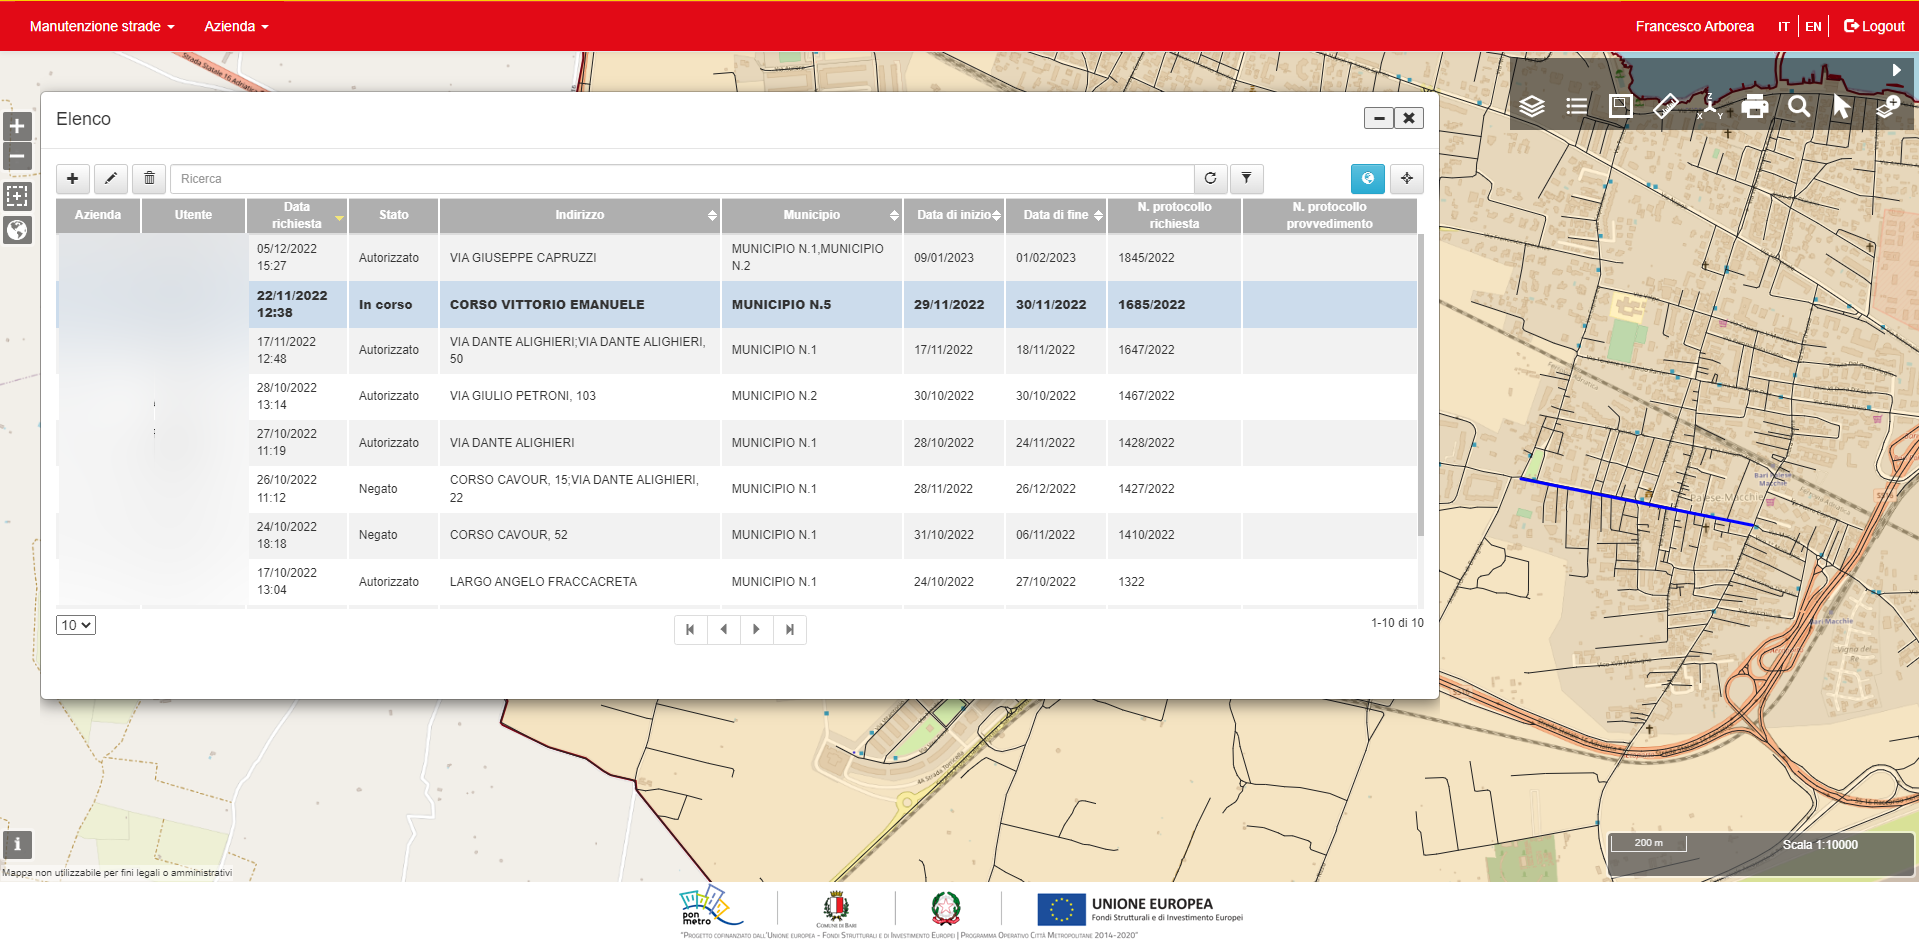 Manutenzione strade
Azienda
Francesco Arborea
IT
EN
Logout
Elenco
Ricerca
Azienda
Utente
Data richiesta
Stato
Indirizzo
Municipio
Data di inizio
Data di fine
N. protocollo richiesta
N. protocollo provvedimento
05/12/2022 15:27
Autorizzato
VIA GIUSEPPE CAPRUZZI
MUNICIPIO N.1,MUNICIPIO N.2
09/01/2023
01/02/2023
1845/2022
22/11/2022 12:38
In corso
CORSO VITTORIO EMANUELE
MUNICIPIO N.5
29/11/2022
30/11/2022
1685/2022
17/11/2022 12:48
Autorizzato
VIA DANTE ALIGHIERI;VIA DANTE ALIGHIERI, 50
MUNICIPIO N.1
17/11/2022
18/11/2022
1647/2022
28/10/2022 13:14
Autorizzato
VIA GIULIO PETRONI, 103
MUNICIPIO N.2
30/10/2022
30/10/2022
1467/2022
27/10/2022 11:19
Autorizzato
VIA DANTE ALIGHIERI
MUNICIPIO N.1
28/10/2022
24/11/2022
1428/2022
26/10/2022 11:12
Negato
CORSO CAVOUR, 15;VIA DANTE ALIGHIERI, 22
MUNICIPIO N.1
28/11/2022
26/12/2022
1427/2022
24/10/2022 18:18
Negato
CORSO CAVOUR, 52
MUNICIPIO N.1
31/10/2022
06/11/2022
1410/2022
17/10/2022 13:04
Autorizzato
LARGO ANGELO FRACCACRETA
MUNICIPIO N.1
24/10/2022
27/10/2022
1322
10
1-10 di 10
Z
X
Y
Palese-Macchie
Bari Macchie
200 m
Scala 1:10000
i
Mappa non utilizzabile per fini legali o amministrativi
pon
metro
COMUNE DI BARI
UNIONE EUROPEA
Fondi Strutturali e di Investimento Europei
"PROGETTO COFINANZIATO DALL'UNIONE EUROPEA – FONDI STRUTTURALI E DI INVESTIMENTO EUROPEI | PROGRAMMA OPERATIVO CITTÀ METROPOLITANE 2014-2020"